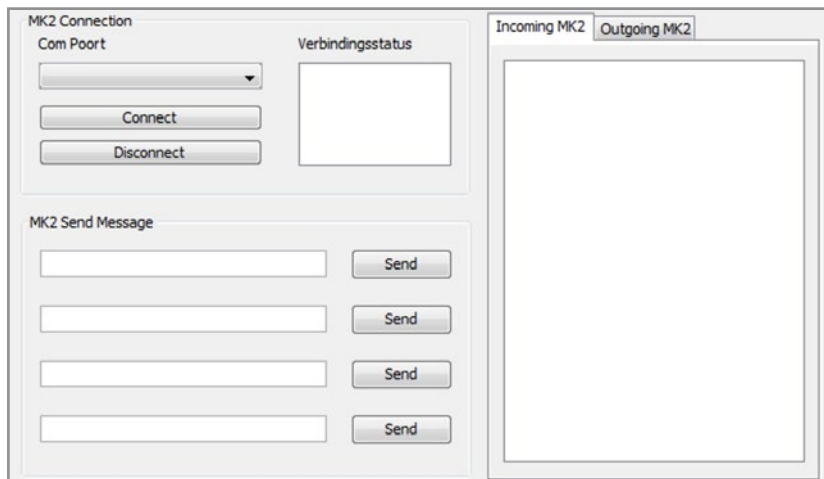 MK2 Connection
Com Poort
Verbindingsstatus
Connect
Disconnect
MK2 Send Message
Send
Send
Send
Send
Incoming MK2
Outgoing MK2